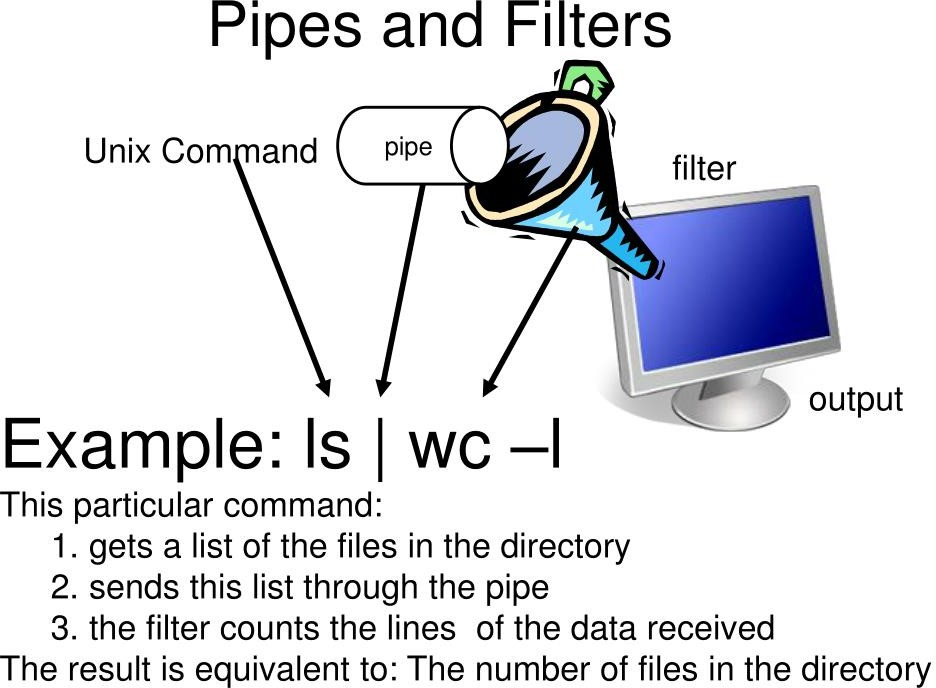 Pipes and Filters
Unix Command
pipe
filter
output
Example: ls | wc –l
This particular command:
1. gets a list of the files in the directory
2. sends this list through the pipe
3. the filter counts the lines  of the data received
The result is equivalent to: The number of files in the directory